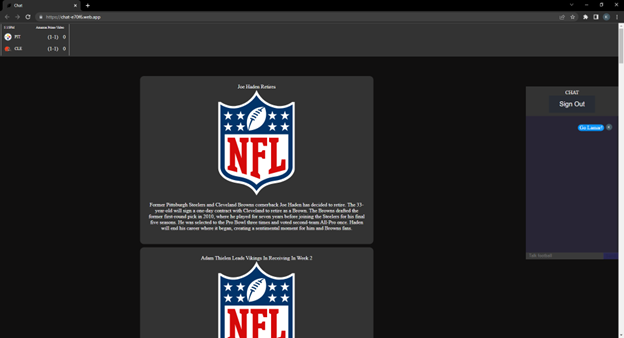 Chat
https://chat-e70f6.web.app
Amazon Prime Video
PIT (1-1) 0
CLE (1-1) 0
Joe Haden Retires
NFL
Former Pittsburgh Steelers and Cleveland Browns cornerback Joe Haden has decided to retire. The 33-
year-old will sign a one-day contract with Cleveland to retire as a Brown. The Browns drafted the
former first-round pick in 2010, where he played for seven years before joining the Steelers for his final
five seasons. He was selected to the Pro Bowl three times and voted second-team All-Pro once. Haden
will end his career where it began, creating a sentimental moment for him and Browns fans.
Adam Thielen Leads Vikings In Receiving In Week 2
NFL
CHAT
Sign Out
Go Lamar!
Talk football